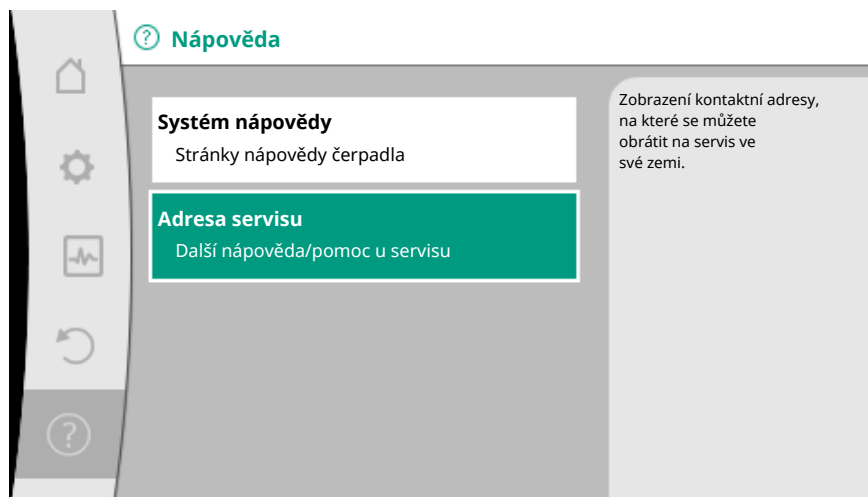 Nápověda
Systém nápovědy
Stránky nápovědy čerpadla
Adresa servisu
Další nápověda/pomoc u servisu
Zobrazení kontaktní adresy,
na které se můžete
obrátit na servis ve
své zemi.